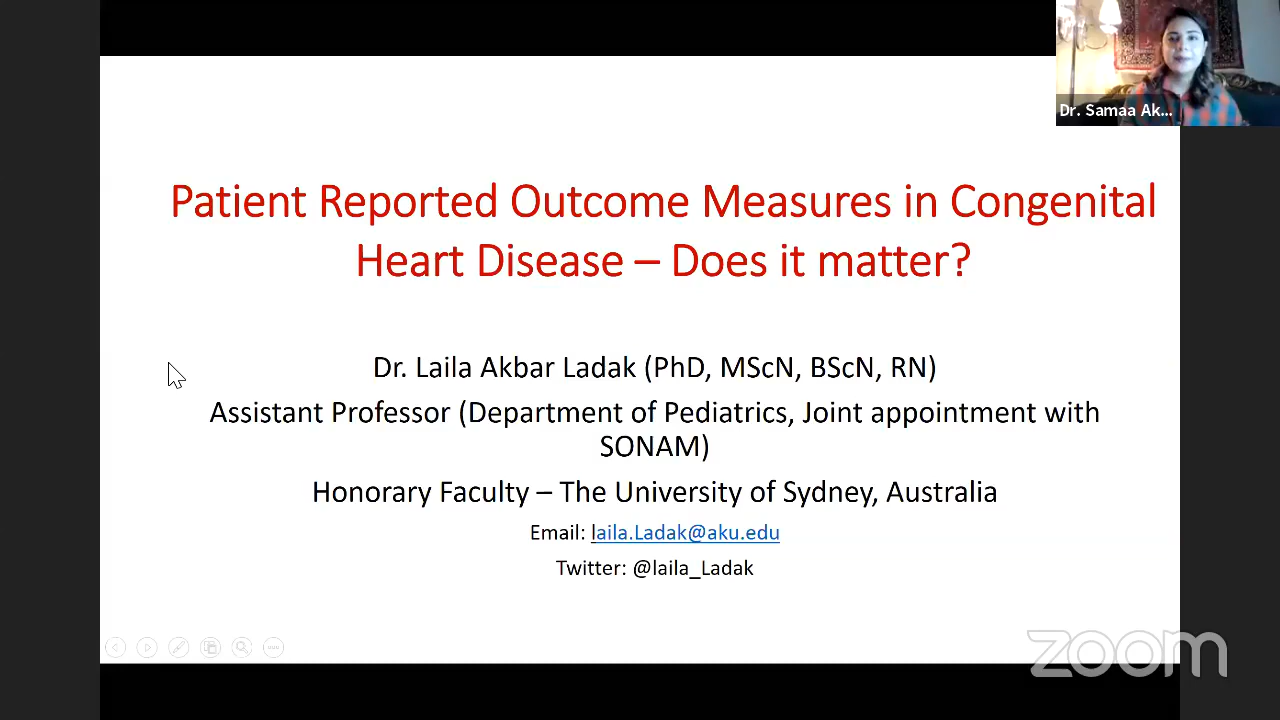 Dr. Samaa Ak...
Patient Reported Outcome Measures in Congenital
Heart Disease – Does it matter?
Dr. Laila Akbar Ladak (PhD, MScN, BScN, RN)
Assistant Professor (Department of Pediatrics, Joint appointment with
SONAM)
Honorary Faculty – The University of Sydney, Australia
Email: laila.Ladak@aku.edu
Twitter: @laila_Ladak
zoom